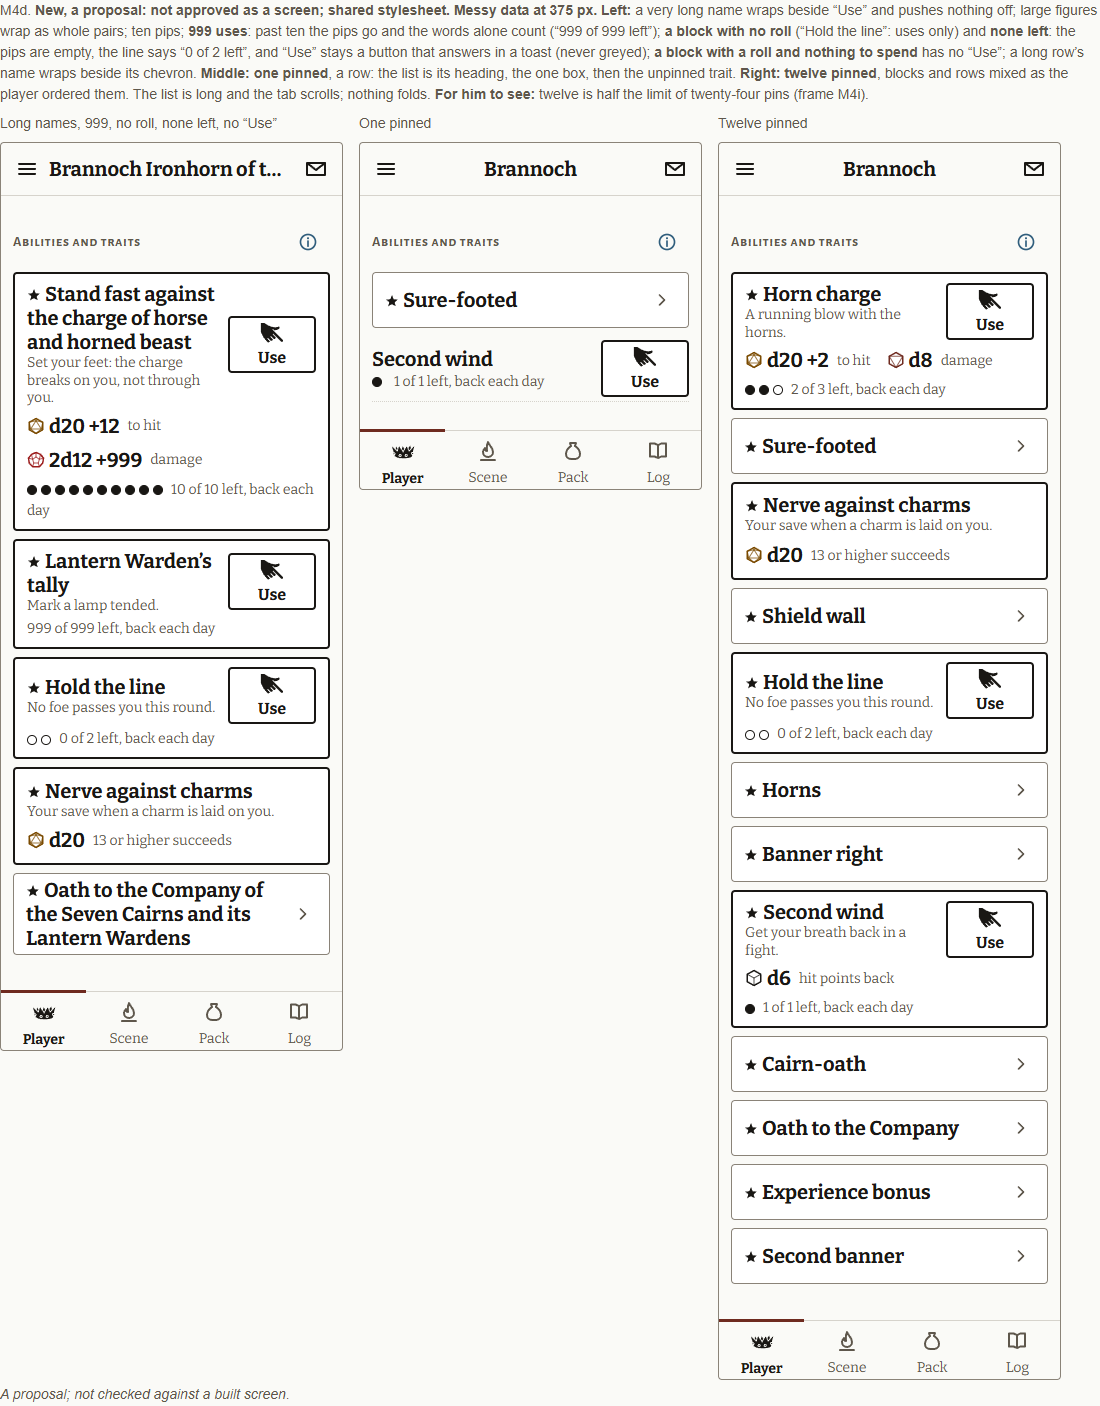 M4d. New, a proposal: not approved as a screen; shared stylesheet. Messy data at 375 px. Left: a very long name wraps beside “Use” and pushes nothing off; large figures
wrap as whole pairs; ten pips; 999 uses: past ten the pips go and the words alone count (“999 of 999 left”); a block with no roll (“Hold the line”: uses only) and none left: the
pips are empty, the line says “0 of 2 left”, and “Use” stays a button that answers in a toast (never greyed); a block with a roll and nothing to spend has no “Use”; a long row’s
name wraps beside its chevron. Middle: one pinned, a row: the list is its heading, the one box, then the unpinned trait. Right: twelve pinned, blocks and rows mixed as the
player ordered them. The list is long and the tab scrolls; nothing folds. For him to see: twelve is half the limit of twenty-four pins (frame M4i).
Long names, 999, no roll, none left, no “Use”
Brannoch Ironhorn of t...
Abilities and traits
Stand fast against
the charge of horse
and horned beast
Set your feet: the charge
breaks on you, not through
you.
Use
d20 +12 to hit
2d12 +999 damage
10 of 10 left, back each
day
Lantern Warden’s
tally
Mark a lamp tended.
999 of 999 left, back each day
Use
Hold the line
No foe passes you this round.
Use
0 of 2 left, back each day
Nerve against charms
Your save when a charm is laid on you.
d20 13 or higher succeeds
Oath to the Company of
the Seven Cairns and its
Lantern Wardens
Player Scene Pack Log
One pinned
Brannoch
Abilities and traits
Sure-footed
Second wind
1 of 1 left, back each day
Use
Player Scene Pack Log
Twelve pinned
Brannoch
Abilities and traits
Horn charge
A running blow with the
horns.
Use
d20 +2 to hit d8 damage
2 of 3 left, back each day
Sure-footed
Nerve against charms
Your save when a charm is laid on you.
d20 13 or higher succeeds
Shield wall
Hold the line
No foe passes you this round.
Use
0 of 2 left, back each day
Horns
Banner right
Second wind
Get your breath back in a
fight.
Use
d6 hit points back
1 of 1 left, back each day
Cairn-oath
Oath to the Company
Experience bonus
Second banner
Player Scene Pack Log
A proposal; not checked against a built screen.